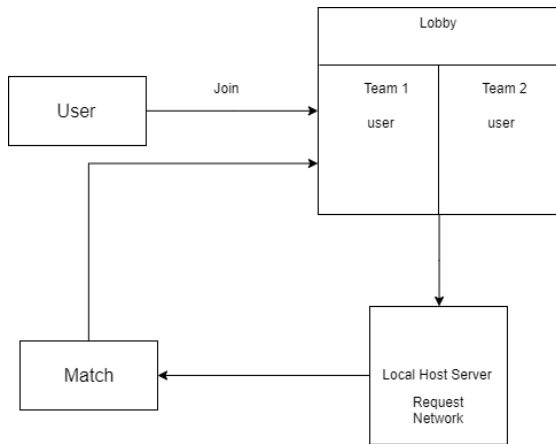 Lobby
User
Join
Team 1
Team 2
user
user
Match
Local Host Server
Request
Network